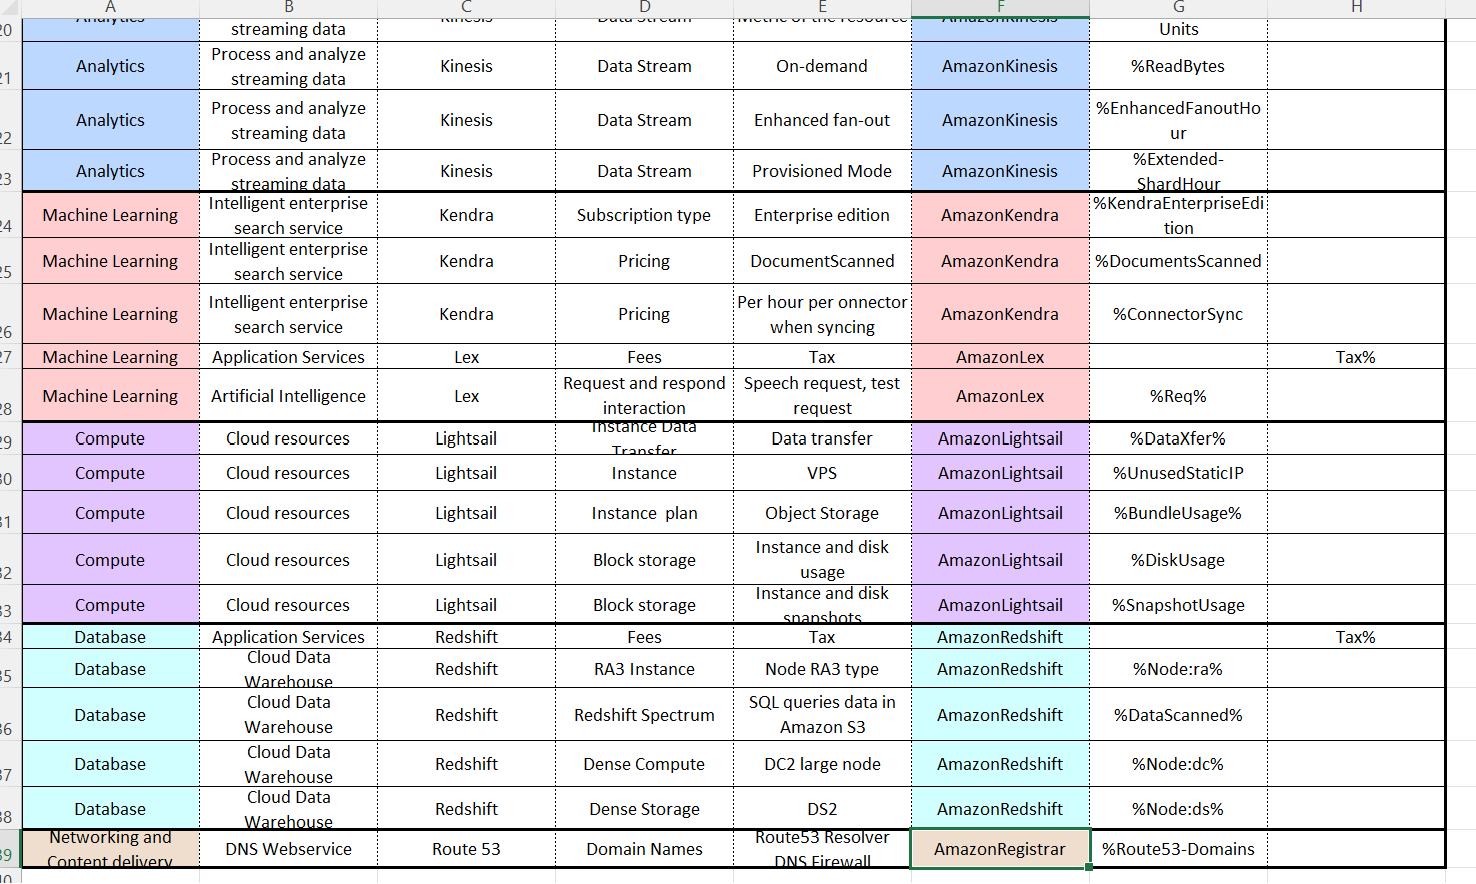 A B C D E F G H
20 Analytics streaming data Kinesis Data Stream Metric of the resource AmazonKinesis Units
21 Analytics Process and analyze streaming data Kinesis Data Stream On-demand AmazonKinesis %ReadBytes
22 Analytics Process and analyze streaming data Kinesis Data Stream Enhanced fan-out AmazonKinesis %EnhancedFanoutHour
23 Analytics Process and analyze streaming data Kinesis Data Stream Provisioned Mode AmazonKinesis %Extended-ShardHour
24 Machine Learning Intelligent enterprise search service Kendra Subscription type Enterprise edition AmazonKendra %KendraEnterpriseEdition
25 Machine Learning Intelligent enterprise search service Kendra Pricing DocumentScanned AmazonKendra %DocumentsScanned
26 Machine Learning Intelligent enterprise search service Kendra Pricing Per hour per onnector when syncing AmazonKendra %ConnectorSync
27 Machine Learning Application Services Lex Fees Tax AmazonLex Tax%
28 Machine Learning Artificial Intelligence Lex Request and respond interaction Speech request, test request AmazonLex %Req%
29 Compute Cloud resources Lightsail Instance Data Transfer Data transfer AmazonLightsail %DataXfer%
30 Compute Cloud resources Lightsail Instance VPS AmazonLightsail %UnusedStaticIP
31 Compute Cloud resources Lightsail Instance plan Object Storage AmazonLightsail %BundleUsage%
32 Compute Cloud resources Lightsail Block storage Instance and disk usage AmazonLightsail %DiskUsage
33 Compute Cloud resources Lightsail Block storage Instance and disk snapshots AmazonLightsail %SnapshotUsage
34 Database Application Services Redshift Fees Tax AmazonRedshift Tax%
35 Database Cloud Data Warehouse Redshift RA3 Instance Node RA3 type AmazonRedshift %Node:ra%
36 Database Cloud Data Warehouse Redshift Redshift Spectrum SQL queries data in Amazon S3 AmazonRedshift %DataScanned%
37 Database Cloud Data Warehouse Redshift Dense Compute DC2 large node AmazonRedshift %Node:dc%
38 Database Cloud Data Warehouse Redshift Dense Storage DS2 AmazonRedshift %Node:ds%
39 Networking and Content delivery DNS Webservice Route 53 Domain Names Route53 Resolver DNS Firewall AmazonRegistrar %Route53-Domains
40